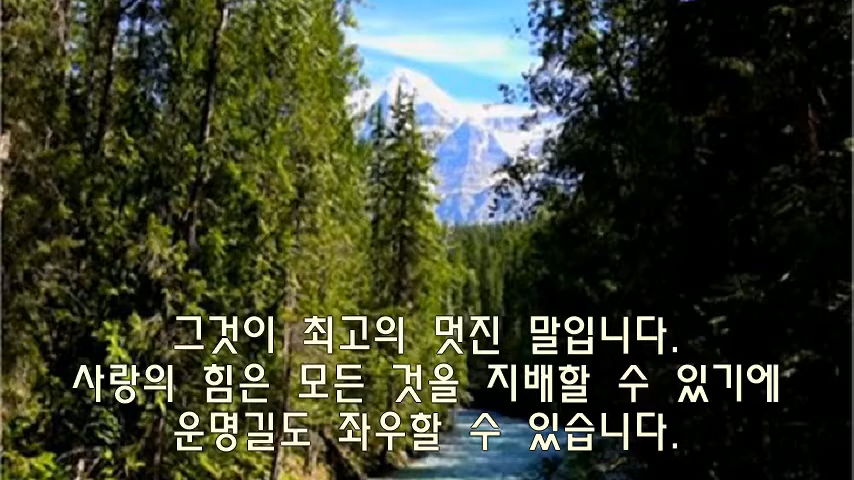 그것이 최고의 멋진 말입니다.
사랑의 힘은 모든 것을 지배할 수 있기에
운명길도 좌우할 수 있습니다.